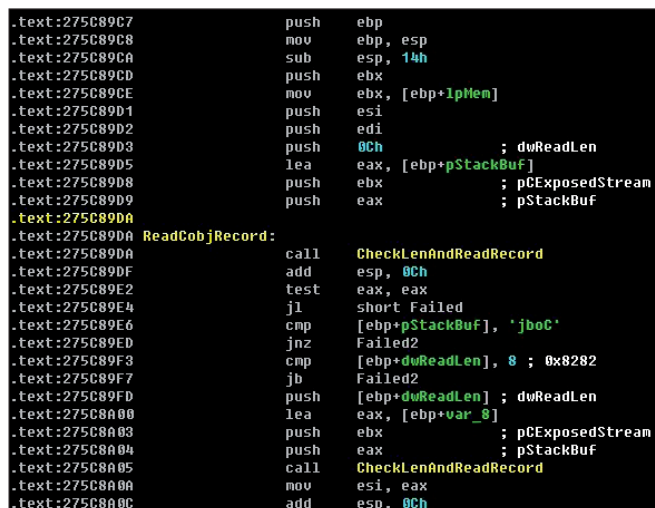 .text:275C89C7 push ebp
.text:275C89C8 mov ebp, esp
.text:275C89CA sub esp, 14h
.text:275C89CD push ebx
.text:275C89CE mov ebx, [ebp+lpMem]
.text:275C89D1 push esi
.text:275C89D2 push edi
.text:275C89D3 push 0Ch ; dwReadLen
.text:275C89D5 lea eax, [ebp+pStackBuf]
.text:275C89D8 push ebx ; pCExposedStream
.text:275C89D9 push eax ; pStackBuf
.text:275C89DA
.text:275C89DA ReadCobjRecord:
.text:275C89DA call CheckLenAndReadRecord
.text:275C89DF add esp, 0Ch
.text:275C89E2 test eax, eax
.text:275C89E4 jl short Failed
.text:275C89E6 cmp [ebp+pStackBuf], 'jboC'
.text:275C89ED jnz Failed2
.text:275C89F3 cmp [ebp+dwReadLen], 8 ; 0x8282
.text:275C89F7 jb Failed2
.text:275C89FD push [ebp+dwReadLen] ; dwReadLen
.text:275C8A00 lea eax, [ebp+var_8]
.text:275C8A03 push ebx ; pCExposedStream
.text:275C8A04 push eax ; pStackBuf
.text:275C8A05 call CheckLenAndReadRecord
.text:275C8A0A mov esi, eax
.text:275C8A0C add esp, 0Ch